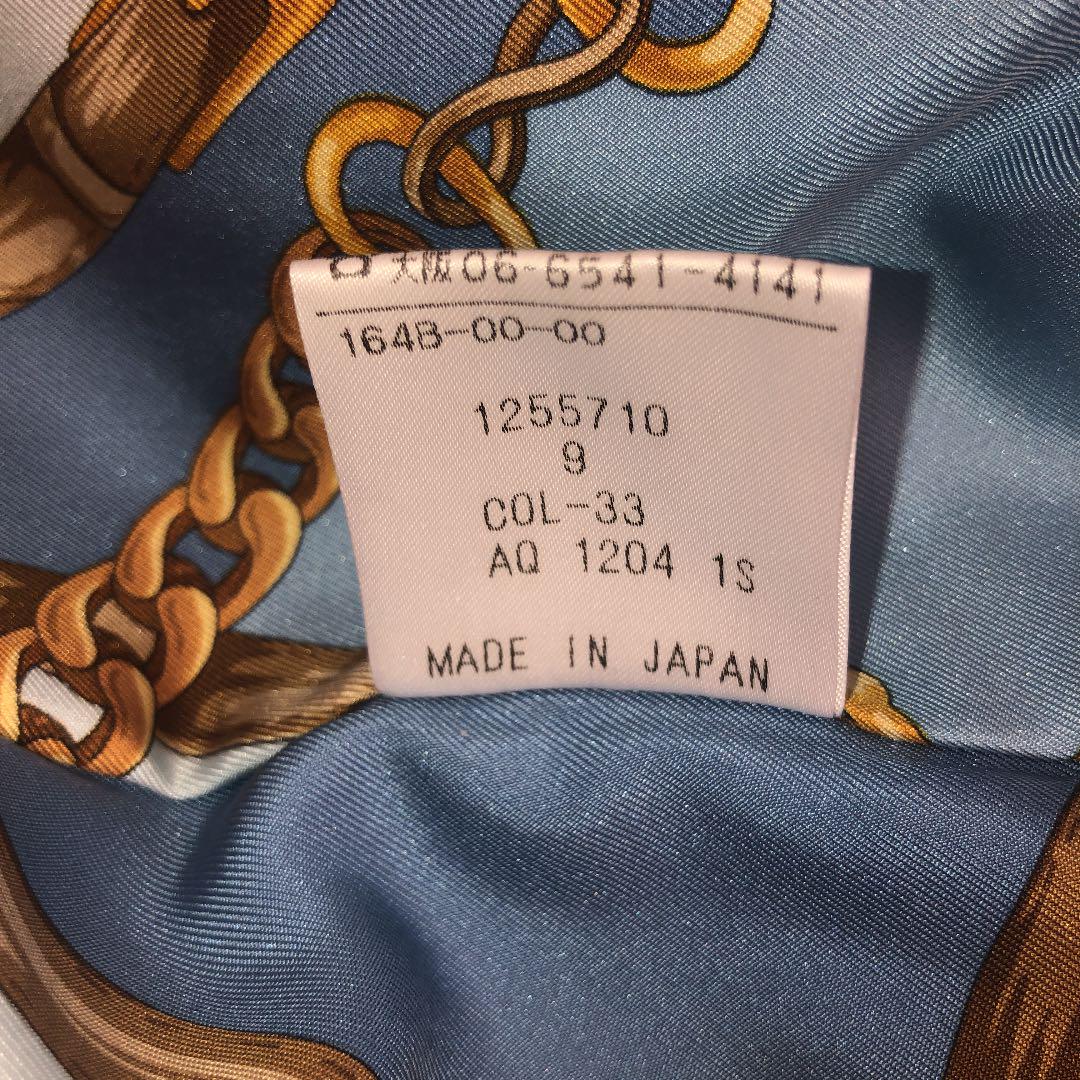 大阪06-6541-4141
164B-00-00
1255710
9
COL-33
AQ 1204 1S
MADE IN JAPAN